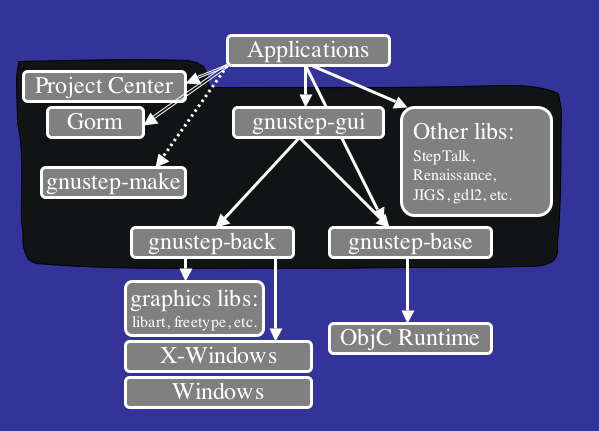 Applications
Project Center
Gorm
gnustep-gui
Other libs:
StepTalk,
Renaissance,
JIGS, gdl2, etc.
gnustep-make
gnustep-back
gnustep-base
graphics libs:
libart, freetype, etc.
ObjC Runtime
X-Windows
Windows